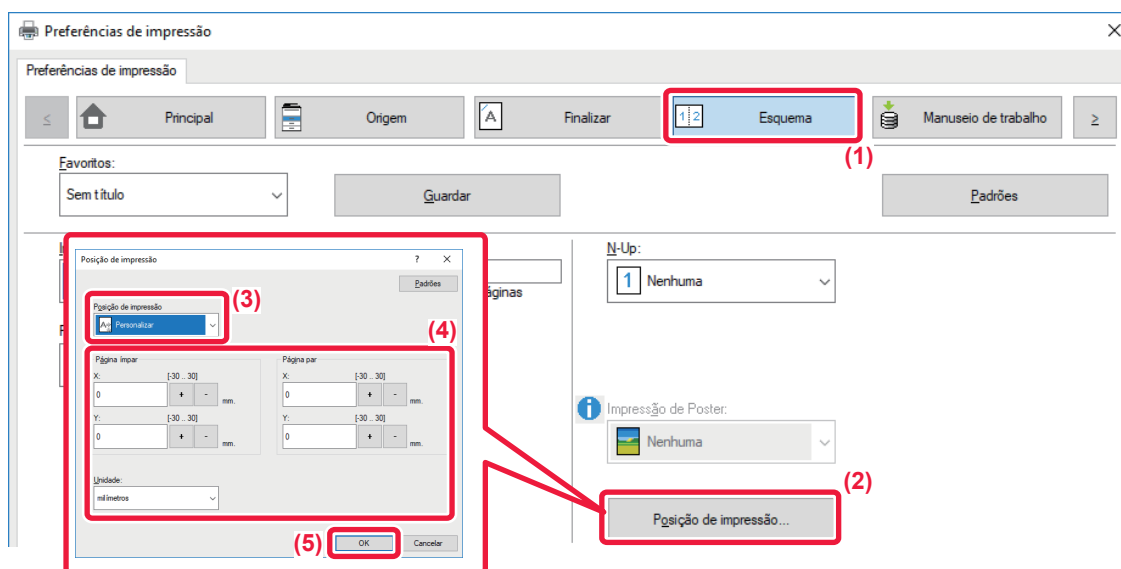 Preferências de impressão
Preferências de impressão
< Principal Origem A Finalizar 1 2 Esquema Manuseio de trabalho >
(1)
Favoritos:
Sem título Guardar Padrões
N-Up:
1 Nenhuma
áginas
Posição de impressão ? ×
Padrões
Posição de impressão
Personalizar
(3)
(4)
Página ímpar Página par
X: [-30 .. 30] X: [-30 .. 30]
0 + - mm. 0 + - mm.
Y: [-30 .. 30] Y: [-30 .. 30]
0 + - mm. 0 + - mm.
Unidade:
milímetros
(5) OK Cancelar
Impressão de Poster:
Nenhuma
(2)
Posição de impressão...